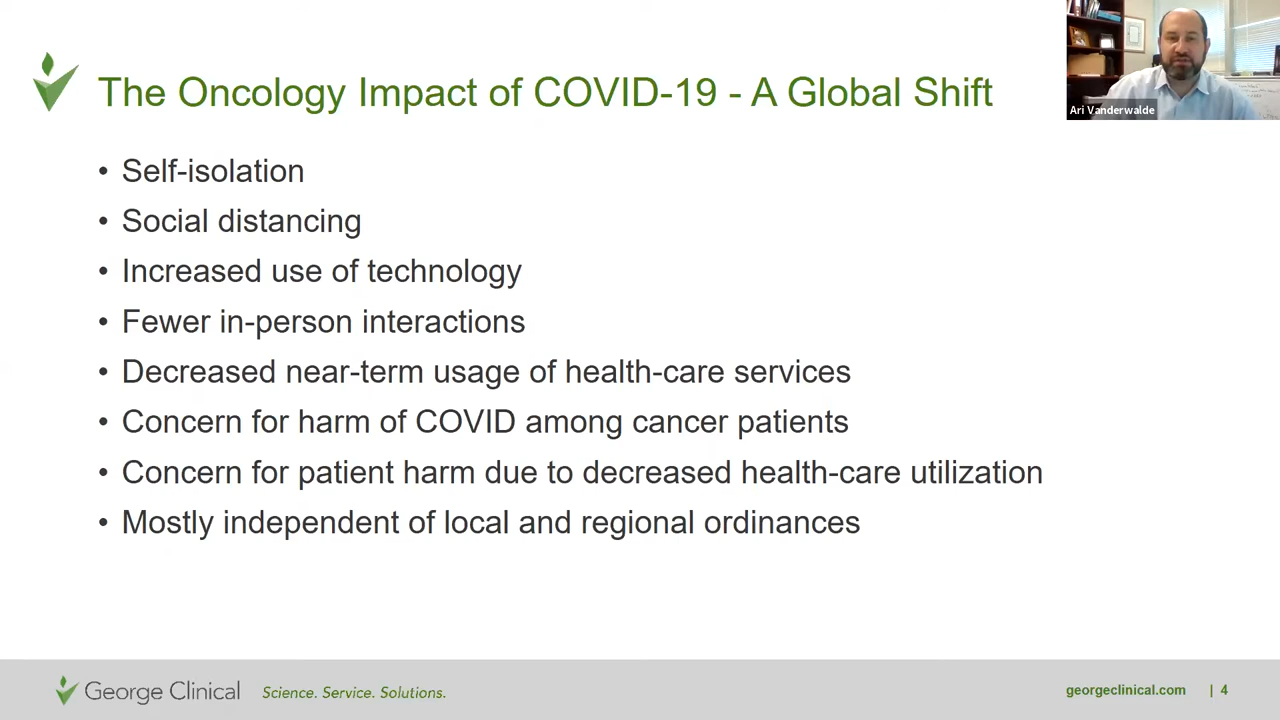 The Oncology Impact of COVID-19 - A Global Shift
Ari Vanderwalde
• Self-isolation
• Social distancing
• Increased use of technology
• Fewer in-person interactions
• Decreased near-term usage of health-care services
• Concern for harm of COVID among cancer patients
• Concern for patient harm due to decreased health-care utilization
• Mostly independent of local and regional ordinances
George Clinical Science. Service. Solutions.
georgeclinical.com | 4